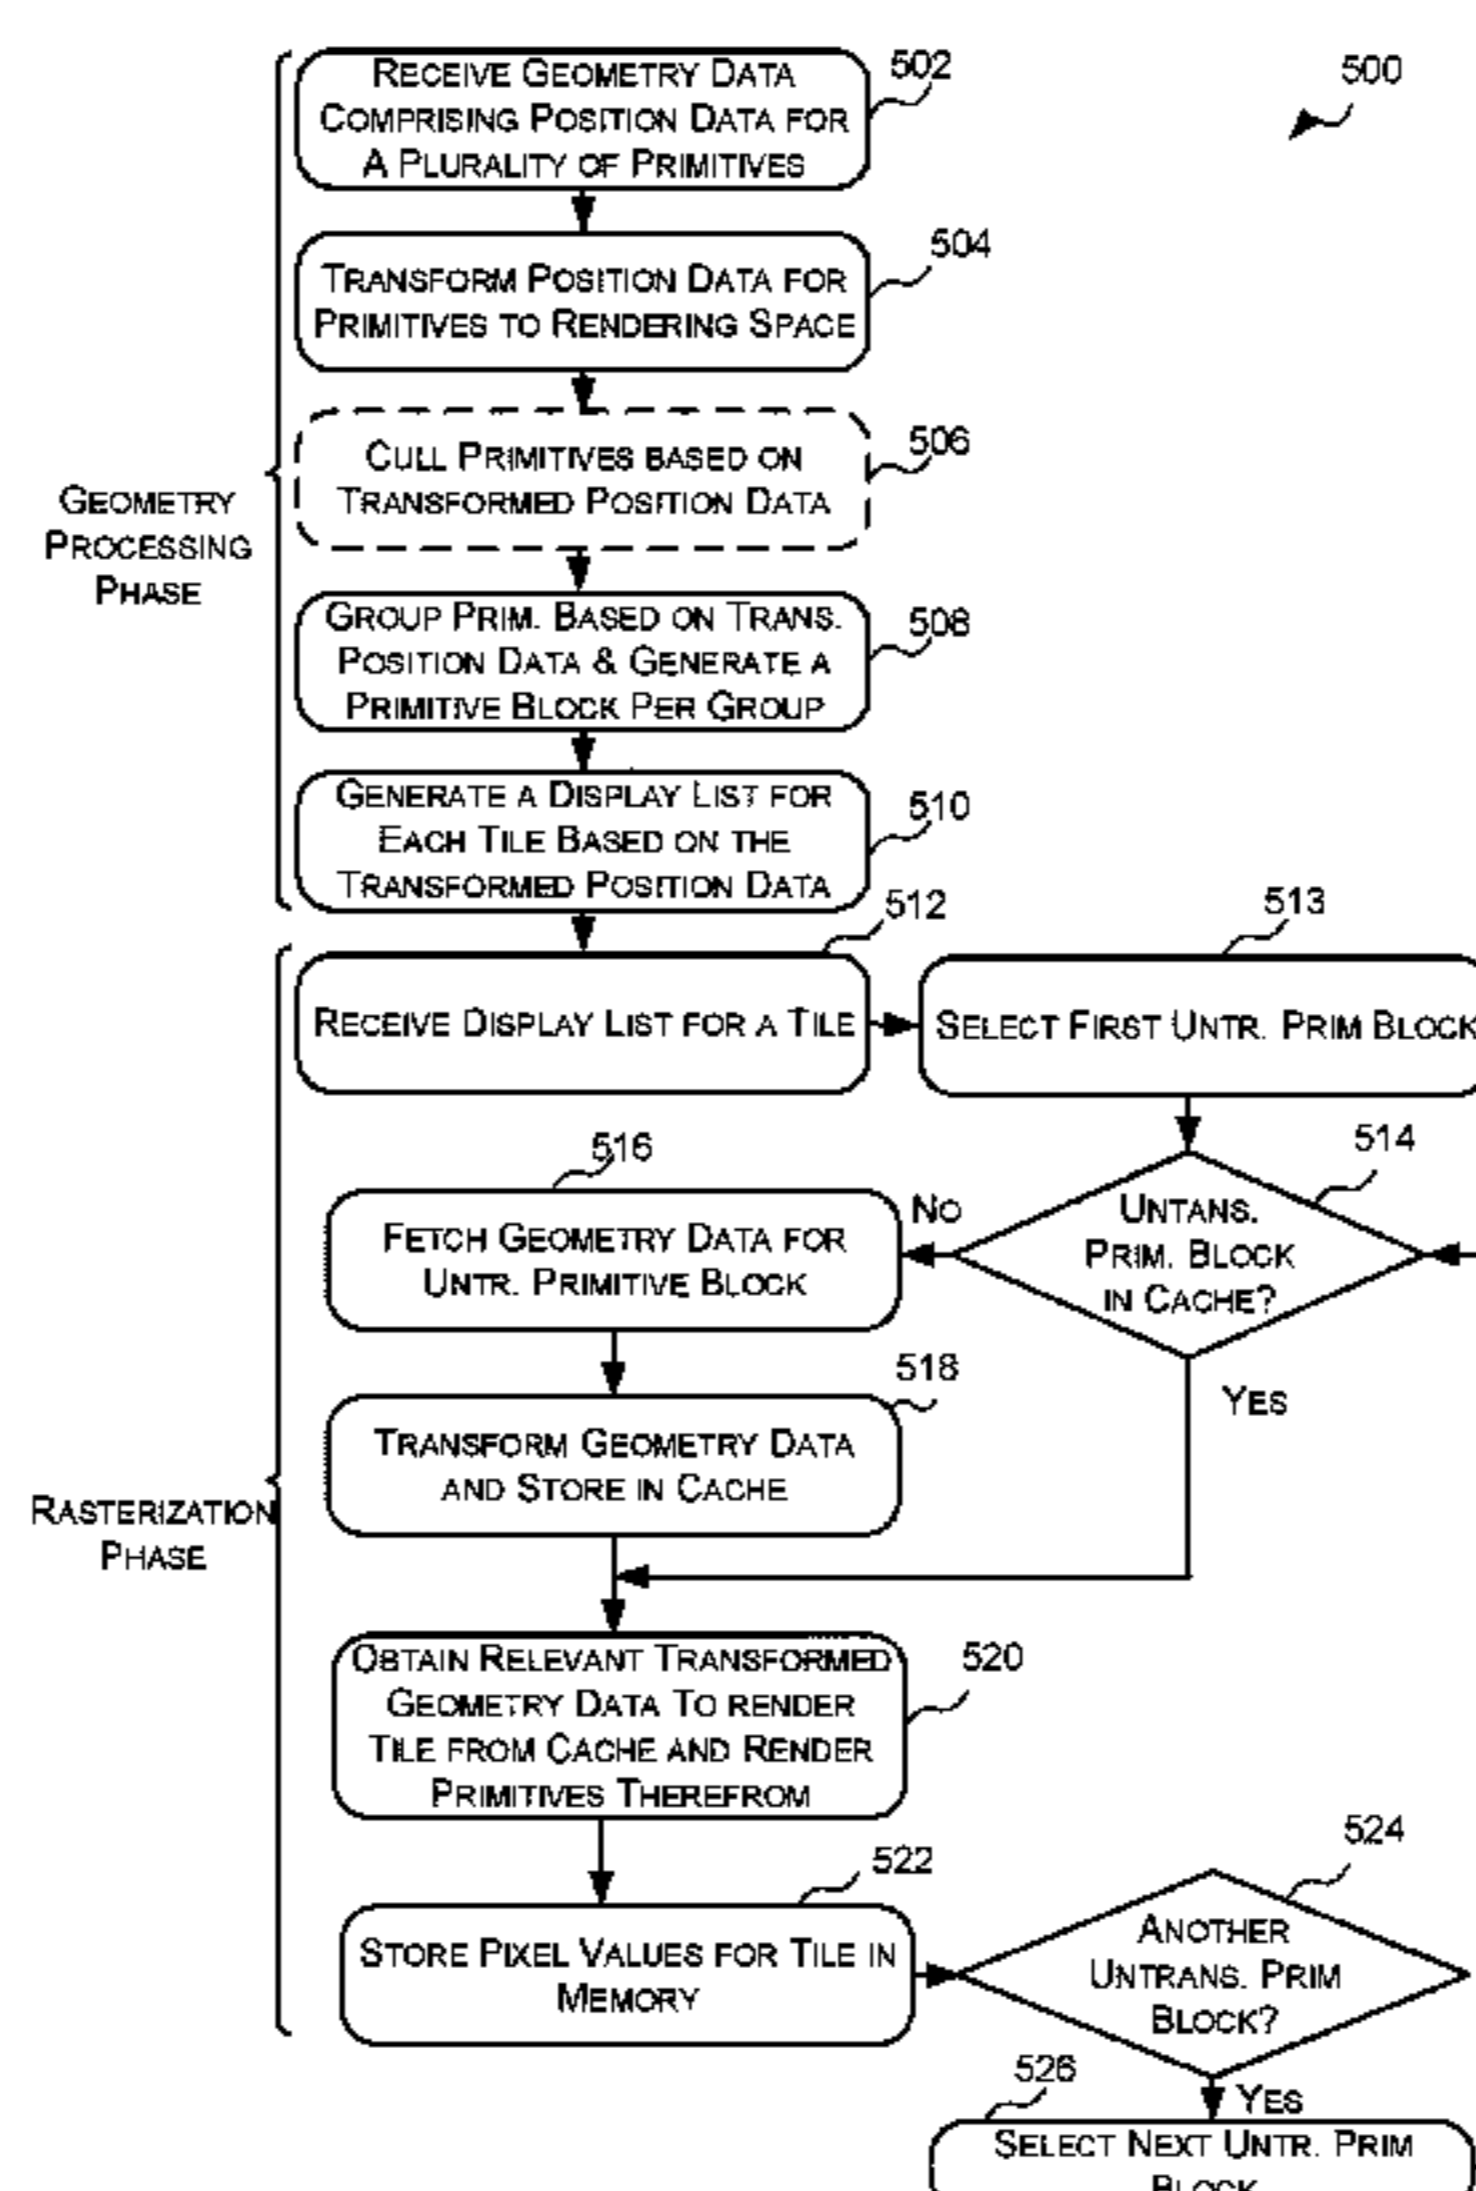 500
502
RECEIVE GEOMETRY DATA
COMPRISING POSITION DATA FOR
A PLURALITY OF PRIMITIVES
504
TRANSFORM POSITION DATA FOR
PRIMITIVES TO RENDERING SPACE
506
CULL PRIMITIVES BASED ON
TRANSFORMED POSITION DATA
GEOMETRY
PROCESSING
PHASE
508
GROUP PRIM. BASED ON TRANS.
POSITION DATA & GENERATE A
PRIMITIVE BLOCK PER GROUP
510
GENERATE A DISPLAY LIST FOR
EACH TILE BASED ON THE
TRANSFORMED POSITION DATA
512
RECEIVE DISPLAY LIST FOR A TILE
513
SELECT FIRST UNTR. PRIM BLOCK
514
UNTANS.
PRIM. BLOCK
IN CACHE?
NO
YES
516
FETCH GEOMETRY DATA FOR
UNTR. PRIMITIVE BLOCK
518
TRANSFORM GEOMETRY DATA
AND STORE IN CACHE
RASTERIZATION
PHASE
520
OBTAIN RELEVANT TRANSFORMED
GEOMETRY DATA TO RENDER
TILE FROM CACHE AND RENDER
PRIMITIVES THEREFROM
522
STORE PIXEL VALUES FOR TILE IN
MEMORY
524
ANOTHER
UNTRANS. PRIM
BLOCK?
YES
526
SELECT NEXT UNTR. PRIM
BLOCK